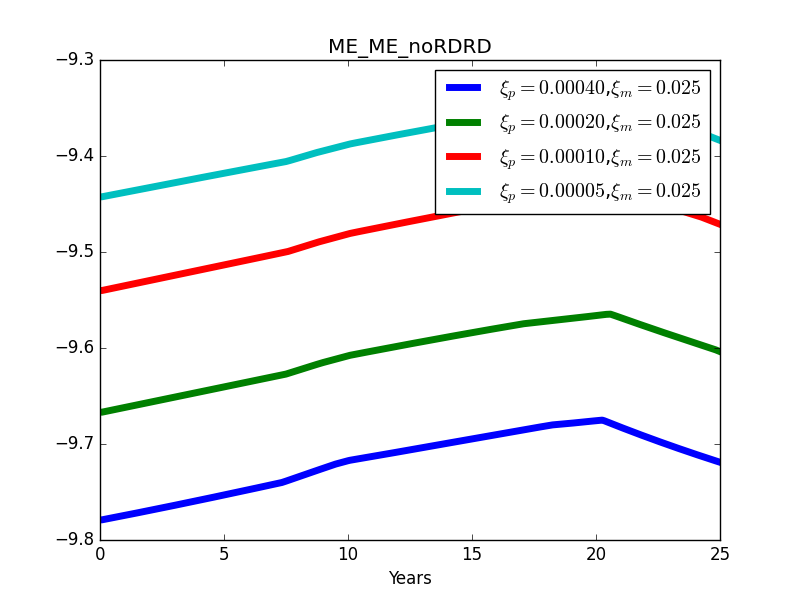 ME_ME_noRDRD
−9.3
−9.4
−9.5
−9.6
−9.7
−9.8
ξp = 0.00040,ξm = 0.025
ξp = 0.00020,ξm = 0.025
ξp = 0.00010,ξm = 0.025
ξp = 0.00005,ξm = 0.025
0 5 10 15 20 25
Years